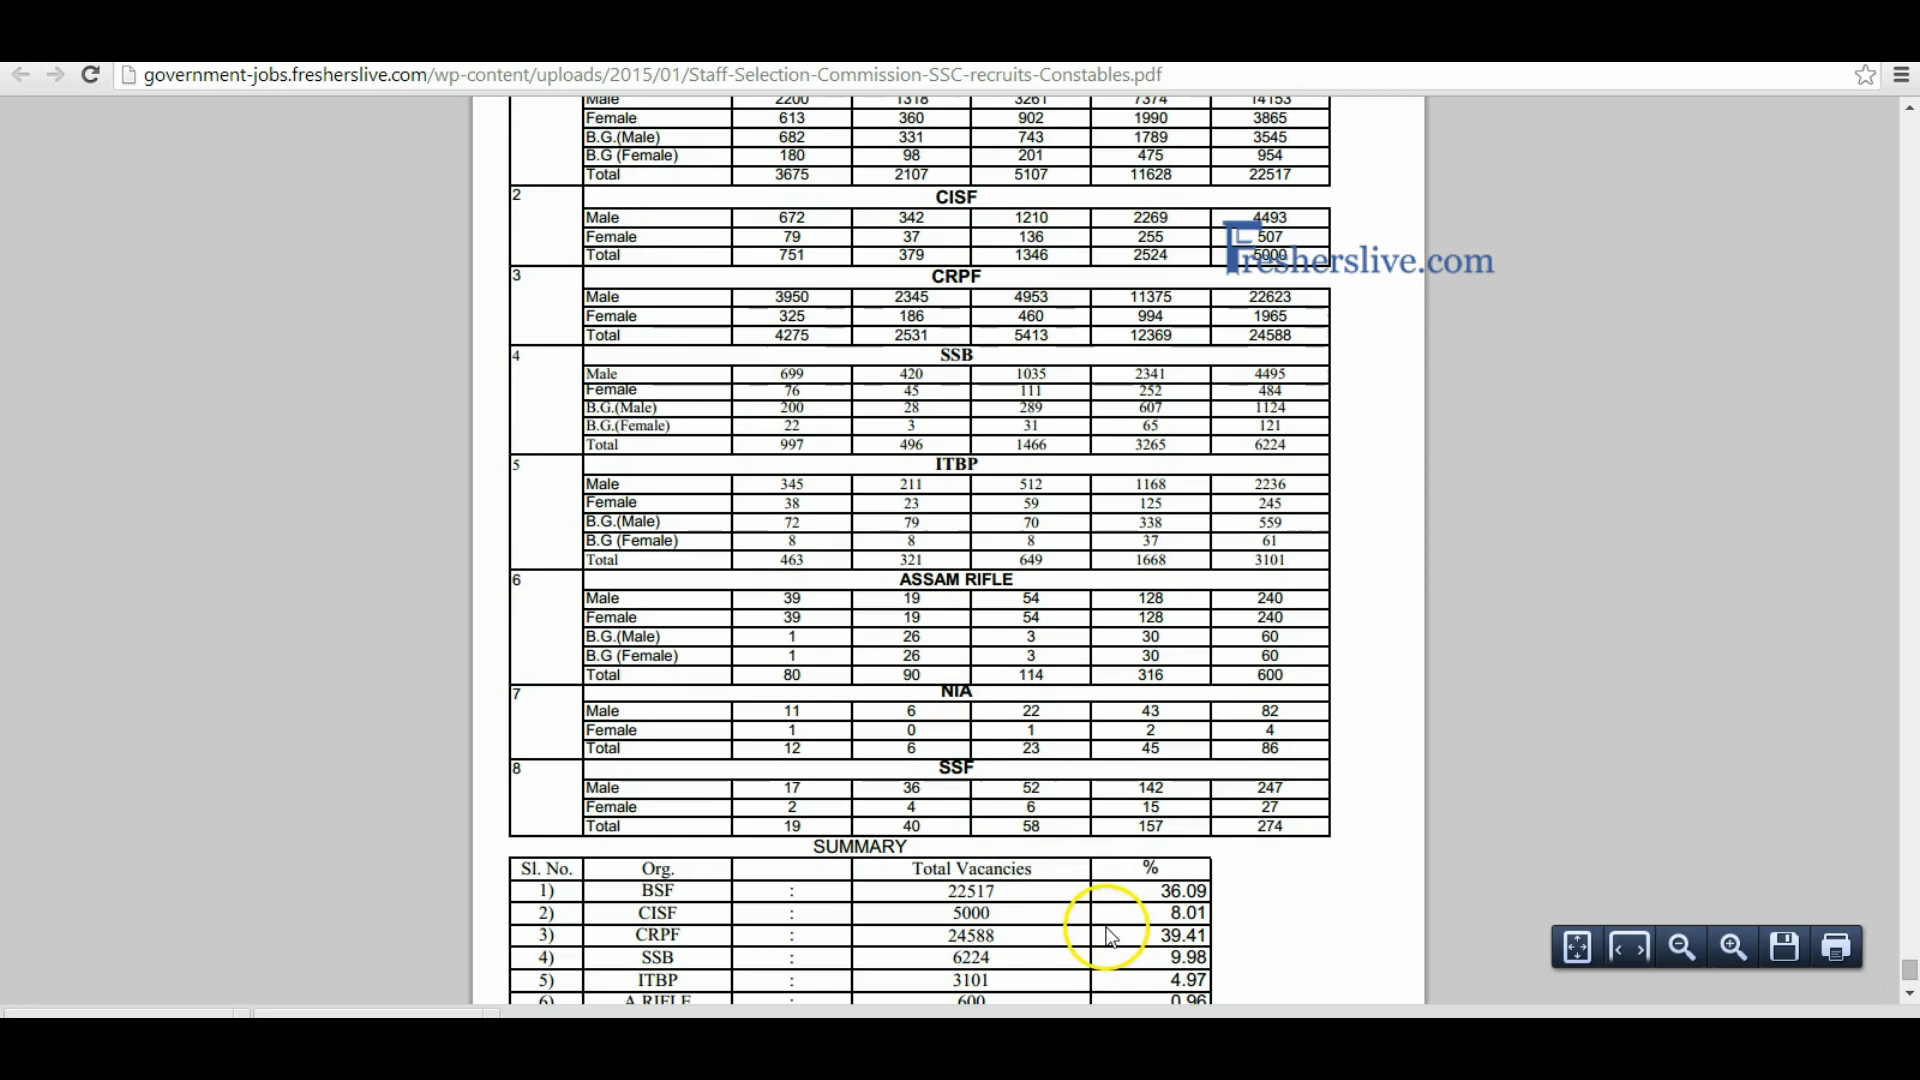 government-jobs.fresherslive.com/wp-content/uploads/2015/01/Staff-Selection-Commission-SSC-recruits-Constables.pdf
Male 2200 1318 3261 7374 14153
Female 613 360 902 1990 3865
B.G.(Male) 682 331 743 1789 3545
B.G (Female) 180 98 201 475 954
Total 3675 2107 5107 11628 22517
2 CISF
Male 672 342 1210 2269 4493
Female 79 37 136 255 507
Total 751 379 1346 2524 5000
Fresherslive.com
3 CRPF
Male 3950 2345 4953 11375 22623
Female 325 186 460 994 1965
Total 4275 2531 5413 12369 24588
4 SSB
Male 699 420 1035 2341 4495
Female 76 45 111 252 484
B.G.(Male) 200 28 289 607 1124
B.G.(Female) 22 3 31 65 121
Total 997 496 1466 3265 6224
5 ITBP
Male 345 211 512 1168 2236
Female 38 23 59 125 245
B.G.(Male) 72 79 70 338 559
B.G (Female) 8 8 8 37 61
Total 463 321 649 1668 3101
6 ASSAM RIFLE
Male 39 19 54 128 240
Female 39 19 54 128 240
B.G.(Male) 1 26 3 30 60
B.G (Female) 1 26 3 30 60
Total 80 90 114 316 600
7 NIA
Male 11 6 22 43 82
Female 1 0 1 2 4
Total 12 6 23 45 86
8 SSF
Male 17 36 52 142 247
Female 2 4 6 15 27
Total 19 40 58 157 274
SUMMARY
Sl. No. Org. Total Vacancies %
1) BSF : 22517 36.09
2) CISF : 5000 8.01
3) CRPF : 24588 39.41
4) SSB : 6224 9.98
5) ITBP : 3101 4.97
6) A.RIFLE : 600 0.96